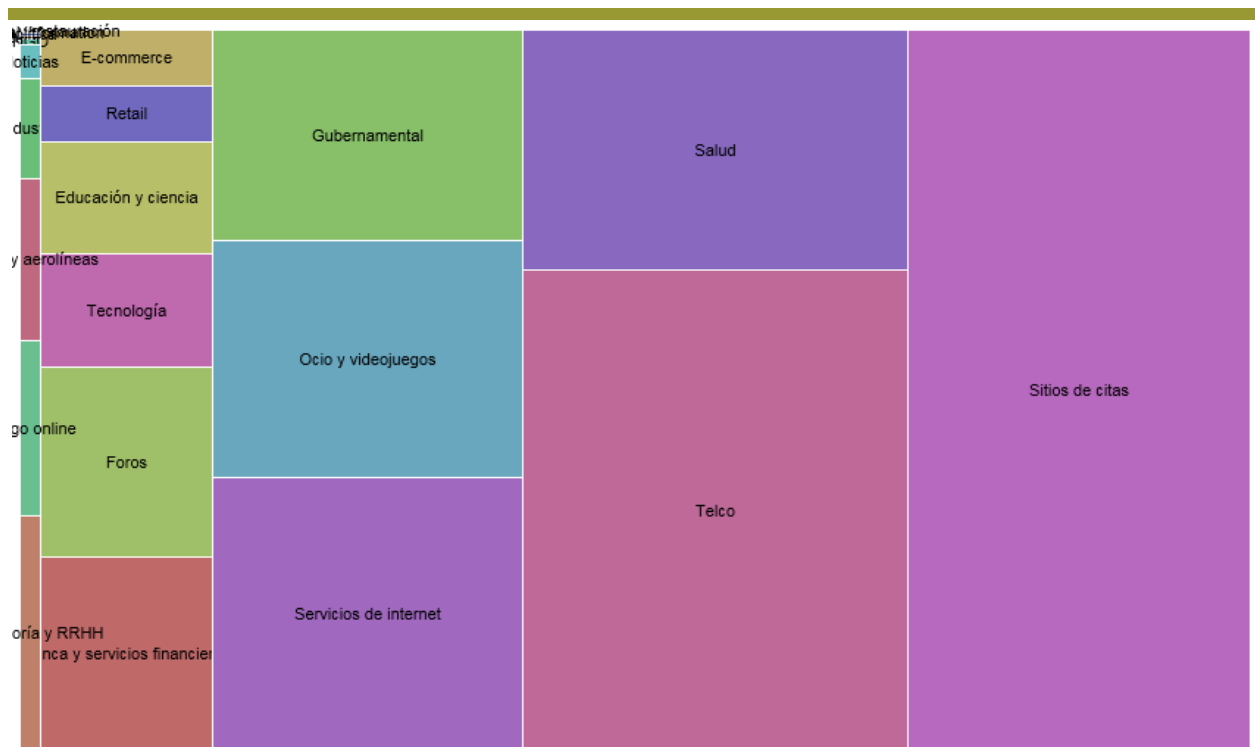 E-commerce
Retail
Educación y ciencia
Tecnología
Foros
nca y servicios financier
oticias
dust
y aerolíneas
go online
oría y RRHH
Gubernamental
Ocio y videojuegos
Servicios de internet
Salud
Telco
Sitios de citas